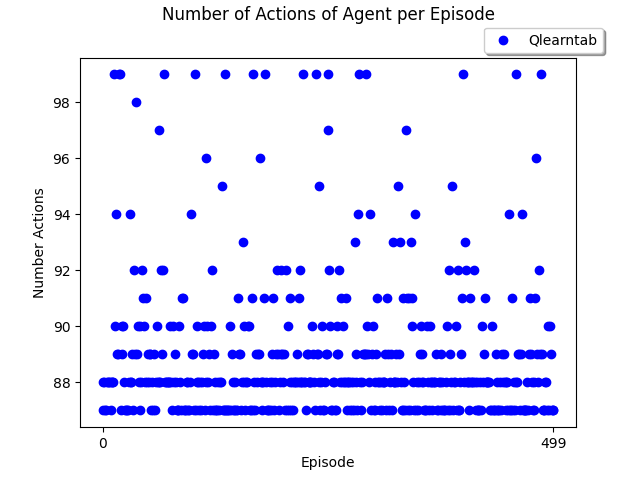 Number of Actions of Agent per Episode
Qlearntab
98
96
94
92
90
88
Number Actions
0
499
Episode